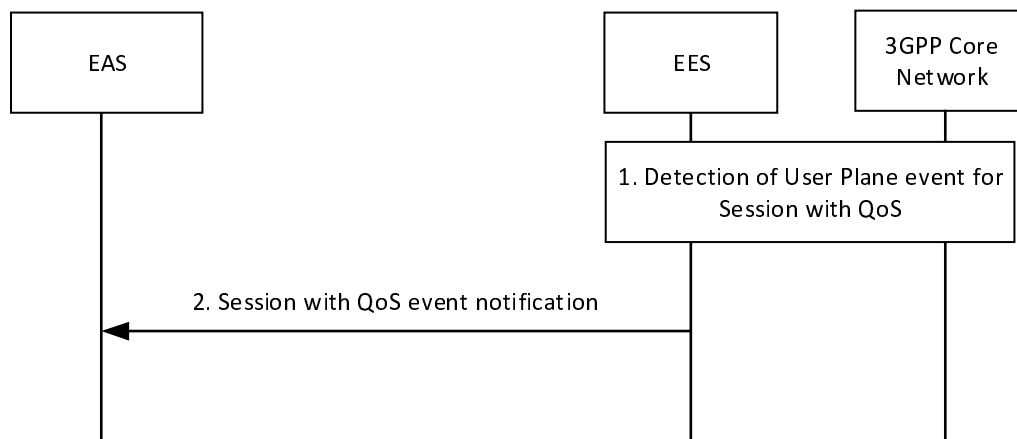 EAS
EES
3GPP Core
Network
1. Detection of User Plane event for
Session with QoS
2. Session with QoS event notification